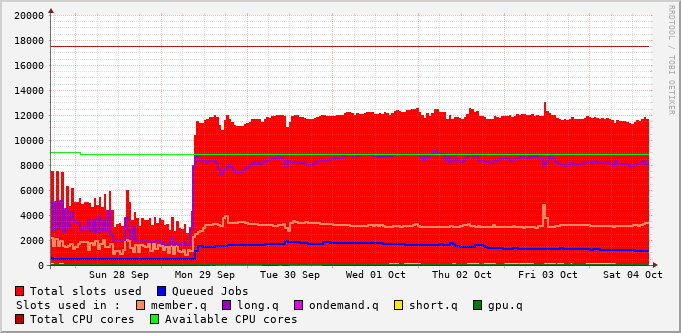 RRDTOOL / TOBI OETIKER
20000
18000
16000
14000
12000
10000
8000
6000
4000
2000
0
Sun 28 Sep Mon 29 Sep Tue 30 Sep Wed 01 Oct Thu 02 Oct Fri 03 Oct Sat 04 Oct
Total slots used Queued Jobs
Slots used in : member.q long.q ondemand.q short.q gpu.q
Total CPU cores Available CPU cores